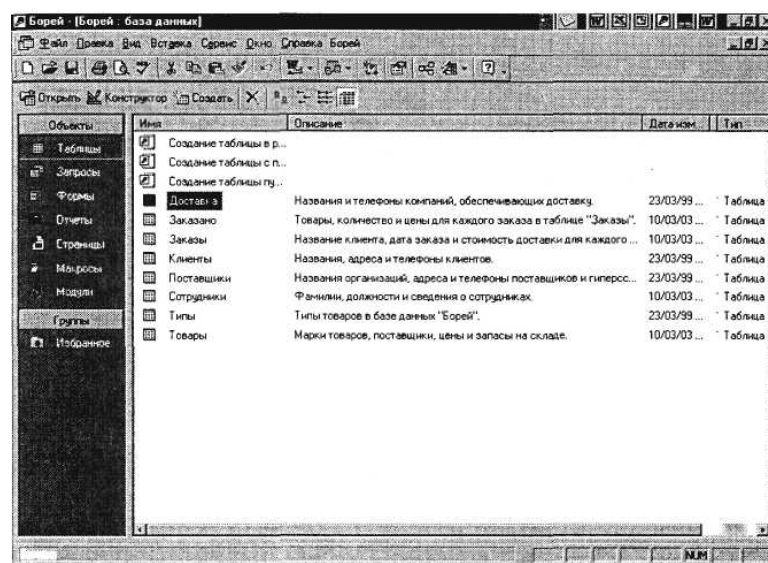 Борей - [Борей : база данных]
Файл Правка Вид Вставка Сервис Окно Справка Борей
Открыть Конструктор Создать
Объекты
Таблицы
Запросы
Формы
Отчеты
Страницы
Макросы
Модули
Группы
Избранное
Имя Описание Дата изм... Тип
Создание таблицы в р...
Создание таблицы с п...
Создание таблицы пу...
Доставка Названия и телефоны компаний, обеспечивающих доставку. 23/03/99 ... Таблица
Заказано Товары, количество и цены для каждого заказа в таблице "Заказы". 10/03/03 ... Таблица
Заказы Название клиента, дата заказа и стоимость доставки для каждого ... 10/03/03 ... Таблица
Клиенты Названия, адреса и телефоны клиентов. 23/03/99 ... Таблица
Поставщики Названия организаций, адреса и телефоны поставщиков и гиперсс... 23/03/99 ... Таблица
Сотрудники Фамилии, должности и сведения о сотрудниках. 10/03/03 ... Таблица
Типы Типы товаров в базе данных "Борей". 23/03/99 ... Таблица
Товары Марки товаров, поставщики, цены и запасы на складе. 10/03/03 ... Таблица
NUM